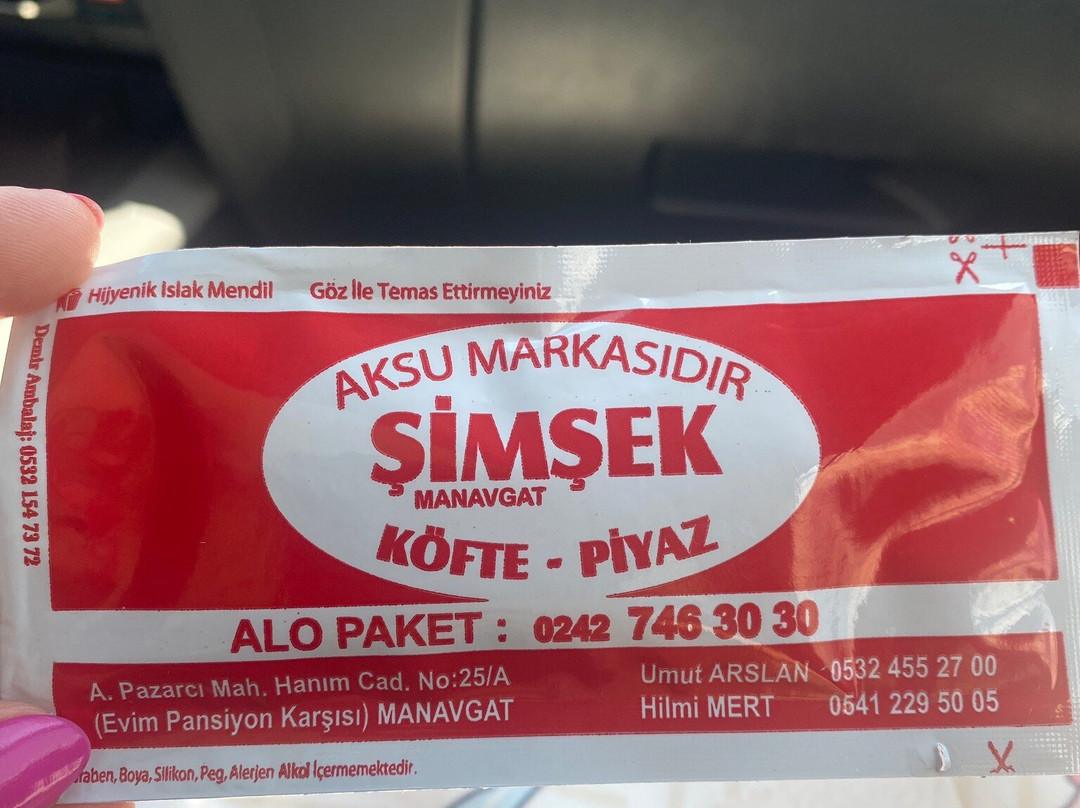 Hijyenik Islak Mendil Göz İle Temas Ettirmeyiniz
Demir Ambalaj: 0532 154 73 72
AKSU MARKASIDIR
ŞİMŞEK
MANAVGAT
KÖFTE - PİYAZ
ALO PAKET : 0242 746 30 30
A. Pazarcı Mah. Hanım Cad. No:25/A
(Evim Pansiyon Karşısı) MANAVGAT
Umut ARSLAN 0532 455 27 00
Hilmi MERT 0541 229 50 05
Boya, Silikon, Peg, Alerjen Alkol İçermemektedir.